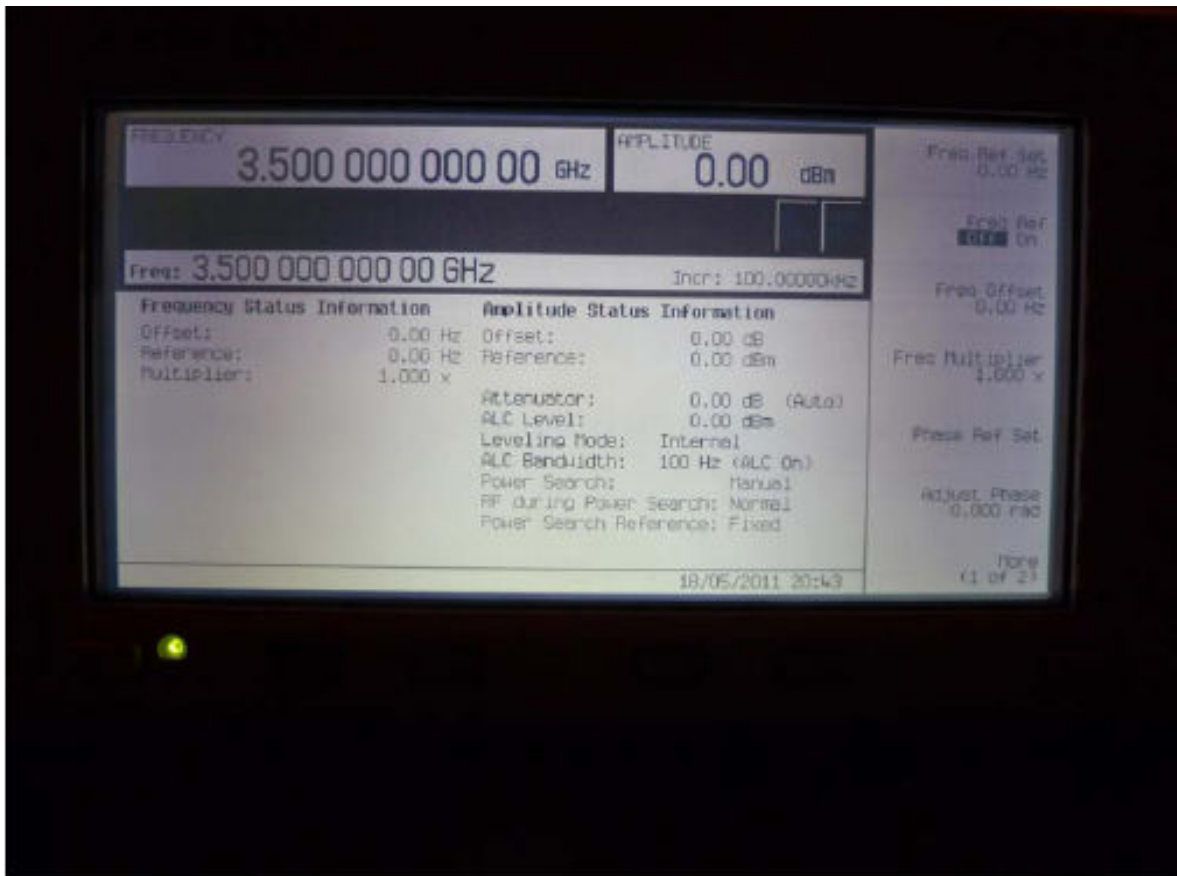 FREQUENCY
3.500 000 000 00 GHz
AMPLITUDE
0.00 dBm
Freq: 3.500 000 000 00 GHz
Incr: 100.00000kHz
Frequency Status Information
Offset: 0.00 Hz
Reference: 0.00 Hz
Multiplier: 1.000 x
Amplitude Status Information
Offset: 0.00 dB
Reference: 0.00 dBm
Attenuator: 0.00 dB (Auto)
ALC Level: 0.00 dBm
Leveling Mode: Internal
ALC Bandwidth: 100 Hz (ALC On)
Power Search: Manual
RF during Power Search: Normal
Power Search Reference: Fixed
18/05/2011 20:43
Freq Ref Set
0.00 Hz
Freq Ref
Off On
Freq Offset
0.00 Hz
Freq Multiplier
1.000 x
Phase Ref Set
Adjust Phase
0.000 rad
More
(1 of 2)